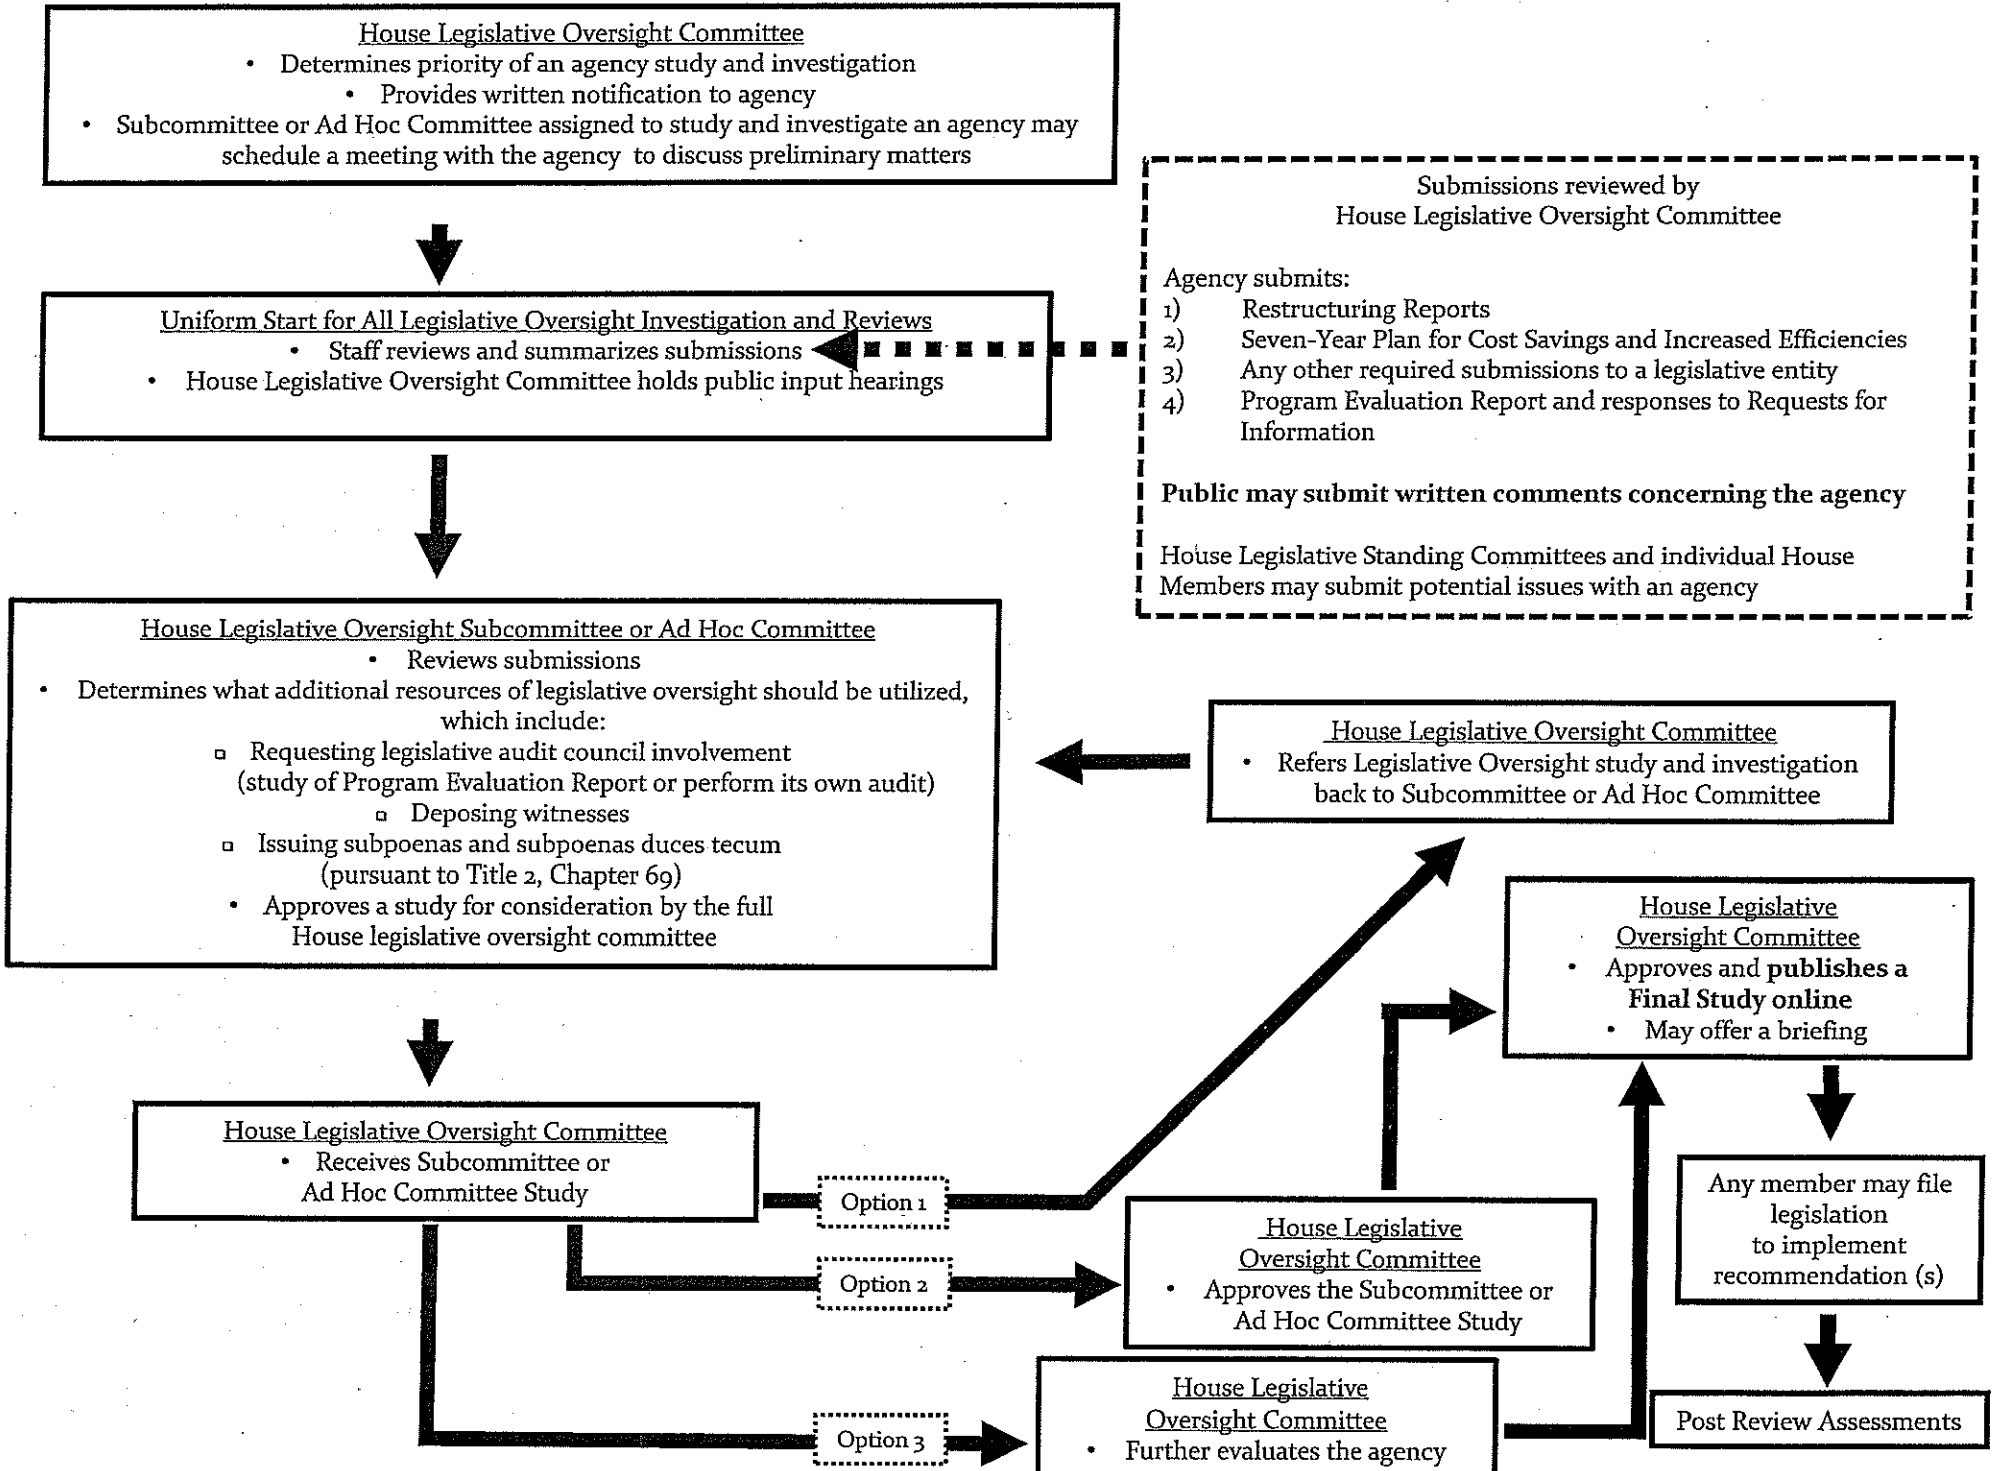 House Legislative Oversight Committee
• Determines priority of an agency study and investigation
• Provides written notification to agency
• Subcommittee or Ad Hoc Committee assigned to study and investigate an agency may
schedule a meeting with the agency to discuss preliminary matters
Submissions reviewed by
House Legislative Oversight Committee
Agency submits:
1) Restructuring Reports
2) Seven-Year Plan for Cost Savings and Increased Efficiencies
3) Any other required submissions to a legislative entity
4) Program Evaluation Report and responses to Requests for
Information
Public may submit written comments concerning the agency
House Legislative Standing Committees and individual House
Members may submit potential issues with an agency
Uniform Start for All Legislative Oversight Investigation and Reviews
• Staff reviews and summarizes submissions
• House Legislative Oversight Committee holds public input hearings
House Legislative Oversight Subcommittee or Ad Hoc Committee
• Reviews submissions
• Determines what additional resources of legislative oversight should be utilized,
which include:
▫ Requesting legislative audit council involvement
(study of Program Evaluation Report or perform its own audit)
▫ Deposing witnesses
▫ Issuing subpoenas and subpoenas duces tecum
(pursuant to Title 2, Chapter 69)
• Approves a study for consideration by the full
House legislative oversight committee
House Legislative Oversight Committee
• Refers Legislative Oversight study and investigation
back to Subcommittee or Ad Hoc Committee
House Legislative
Oversight Committee
• Approves and publishes a
Final Study online
• May offer a briefing
House Legislative Oversight Committee
• Receives Subcommittee or
Ad Hoc Committee Study
Option 1
Option 2
Option 3
House Legislative
Oversight Committee
• Approves the Subcommittee or
Ad Hoc Committee Study
House Legislative
Oversight Committee
• Further evaluates the agency
Any member may file
legislation
to implement
recommendation (s)
Post Review Assessments